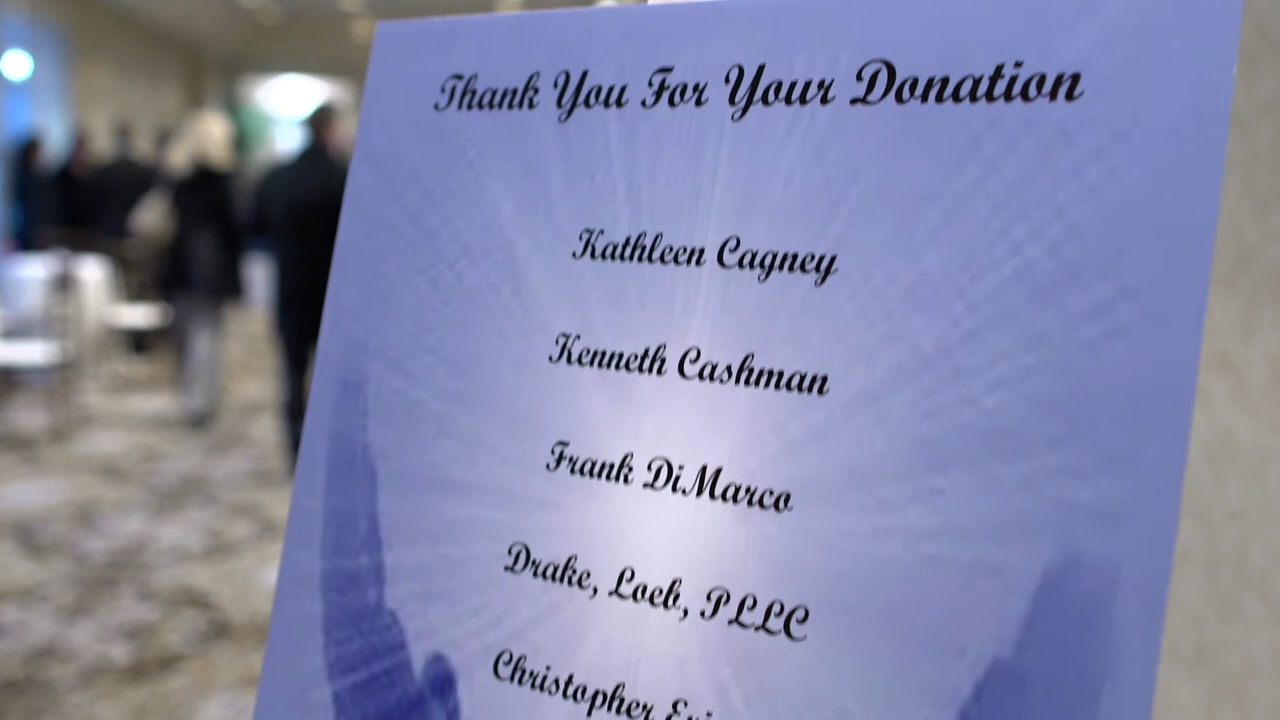 Thank You For Your Donation
Kathleen Cagney
Kenneth Cashman
Frank DiMarco
Drake, Loeb, PLLC
Christopher